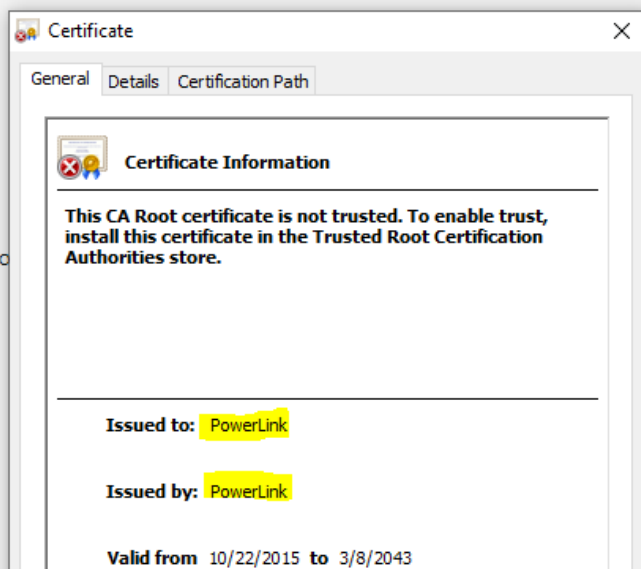 Certificate
General Details Certification Path
Certificate Information
This CA Root certificate is not trusted. To enable trust,
install this certificate in the Trusted Root Certification
Authorities store.
Issued to: PowerLink
Issued by: PowerLink
Valid from 10/22/2015 to 3/8/2043